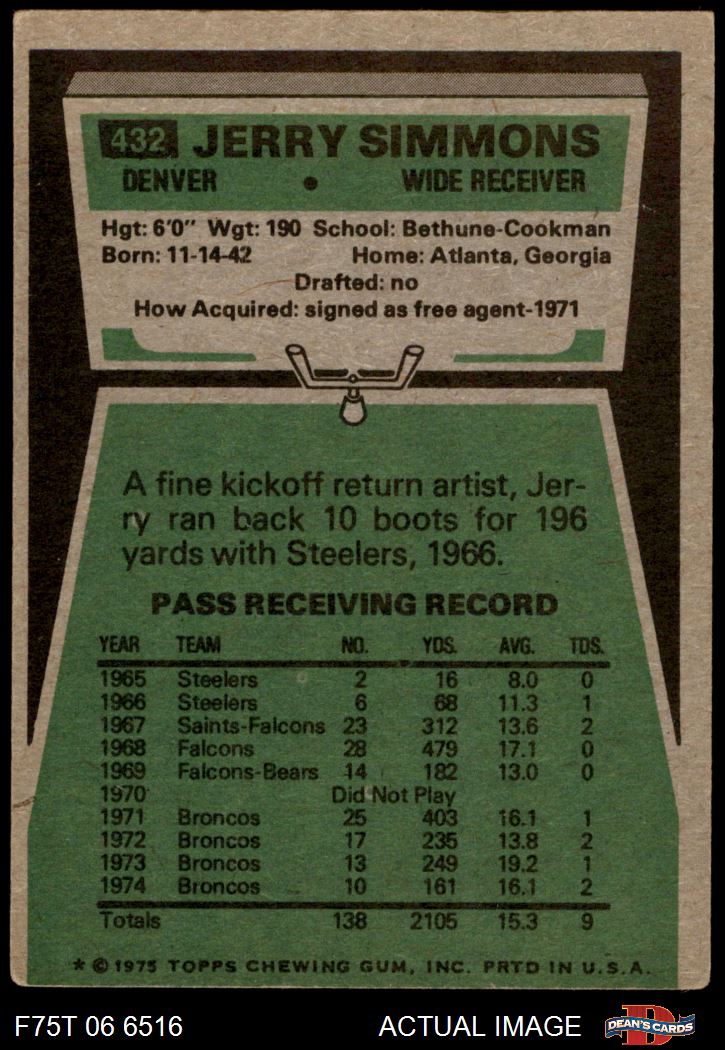 432 JERRY SIMMONS
DENVER • WIDE RECEIVER
Hgt: 6'0" Wgt: 190 School: Bethune-Cookman
Born: 11-14-42 Home: Atlanta, Georgia
Drafted: no
How Acquired: signed as free agent-1971
A fine kickoff return artist, Jer-
ry ran back 10 boots for 196
yards with Steelers, 1966.
PASS RECEIVING RECORD
YEAR TEAM NO. YDS. AVG. TDS.
1965 Steelers 2 16 8.0 0
1966 Steelers 6 68 11.3 1
1967 Saints-Falcons 23 312 13.6 2
1968 Falcons 28 479 17.1 0
1969 Falcons-Bears 14 182 13.0 0
1970 Did Not Play
1971 Broncos 25 403 16.1 1
1972 Broncos 17 235 13.8 2
1973 Broncos 13 249 19.2 1
1974 Broncos 10 161 16.1 2
Totals 138 2105 15.3 9
* © 1975 TOPPS CHEWING GUM, INC. PRTD IN U.S.A.
F75T 06 6516 ACTUAL IMAGE D DEAN'S CARDS